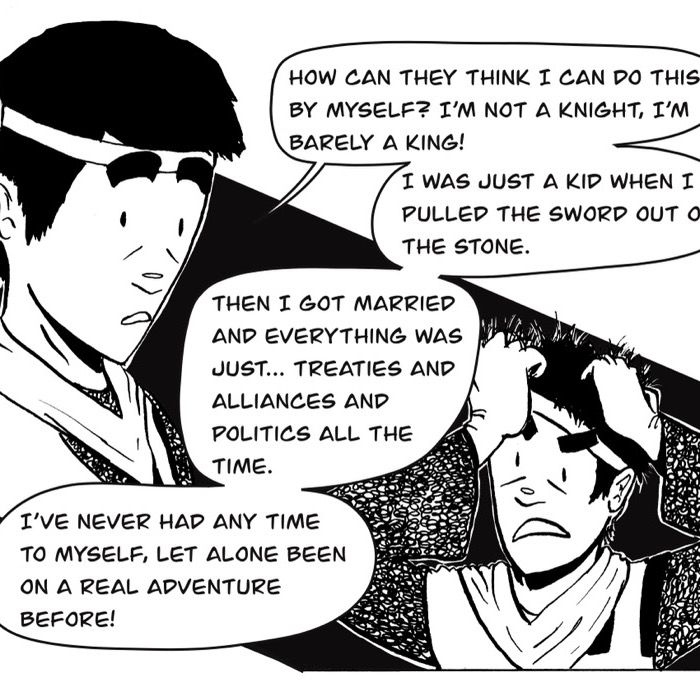 HOW CAN THEY THINK I CAN DO THIS
BY MYSELF? I'M NOT A KNIGHT, I'M
BARELY A KING!
I WAS JUST A KID WHEN I
PULLED THE SWORD OUT O
THE STONE.
THEN I GOT MARRIED
AND EVERYTHING WAS
JUST... TREATIES AND
ALLIANCES AND
POLITICS ALL THE
TIME.
I'VE NEVER HAD ANY TIME
TO MYSELF, LET ALONE BEEN
ON A REAL ADVENTURE
BEFORE!